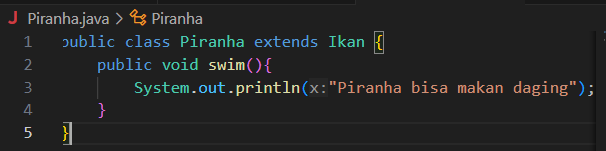 J Piranha.java > Piranha
1 public class Piranha extends Ikan {
2 public void swim(){
3 System.out.println(x:"Piranha bisa makan daging");
4 }
5 }